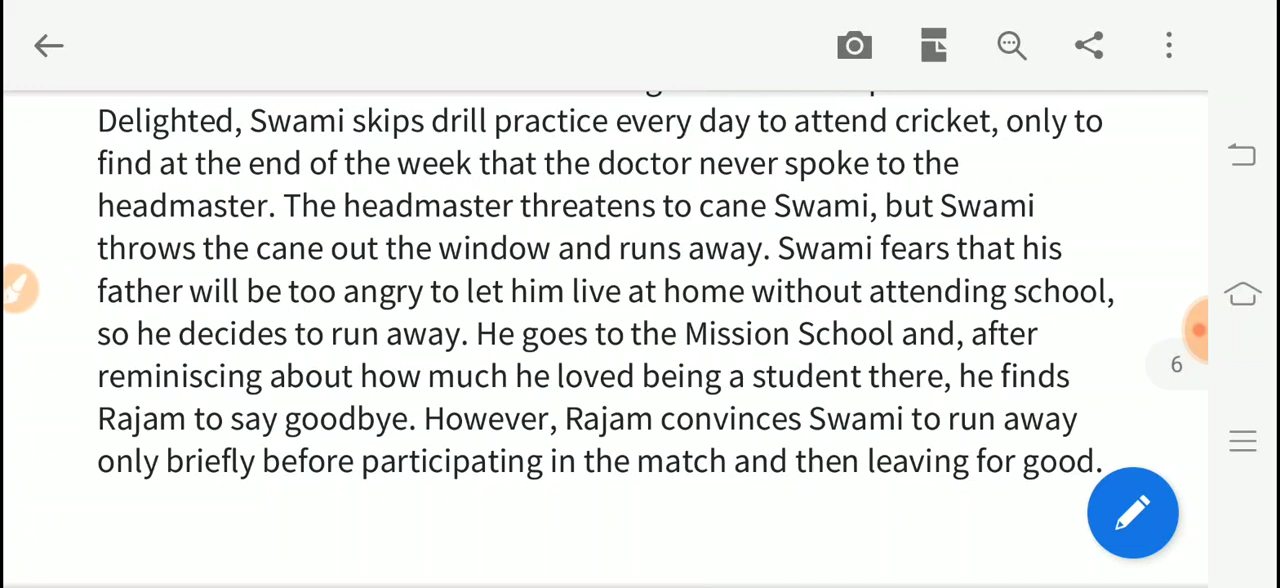 Delighted, Swami skips drill practice every day to attend cricket, only to
find at the end of the week that the doctor never spoke to the
headmaster. The headmaster threatens to cane Swami, but Swami
throws the cane out the window and runs away. Swami fears that his
father will be too angry to let him live at home without attending school,
so he decides to run away. He goes to the Mission School and, after
reminiscing about how much he loved being a student there, he finds
6
Rajam to say goodbye. However, Rajam convinces Swami to run away
only briefly before participating in the match and then leaving for good.